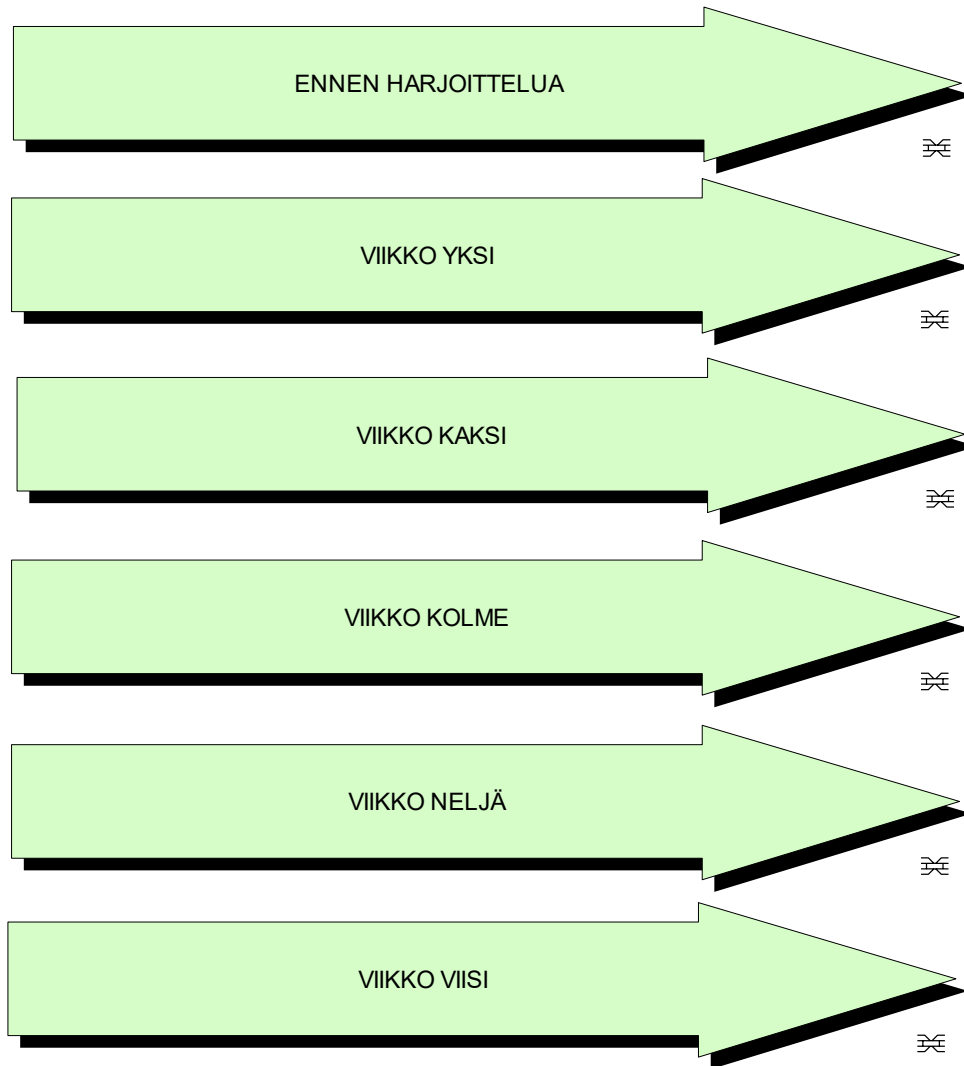 ENNEN HARJOITTELUA
VIIKKO YKSI
VIIKKO KAKSI
VIIKKO KOLME
VIIKKO NELJÄ
VIIKKO VIISI